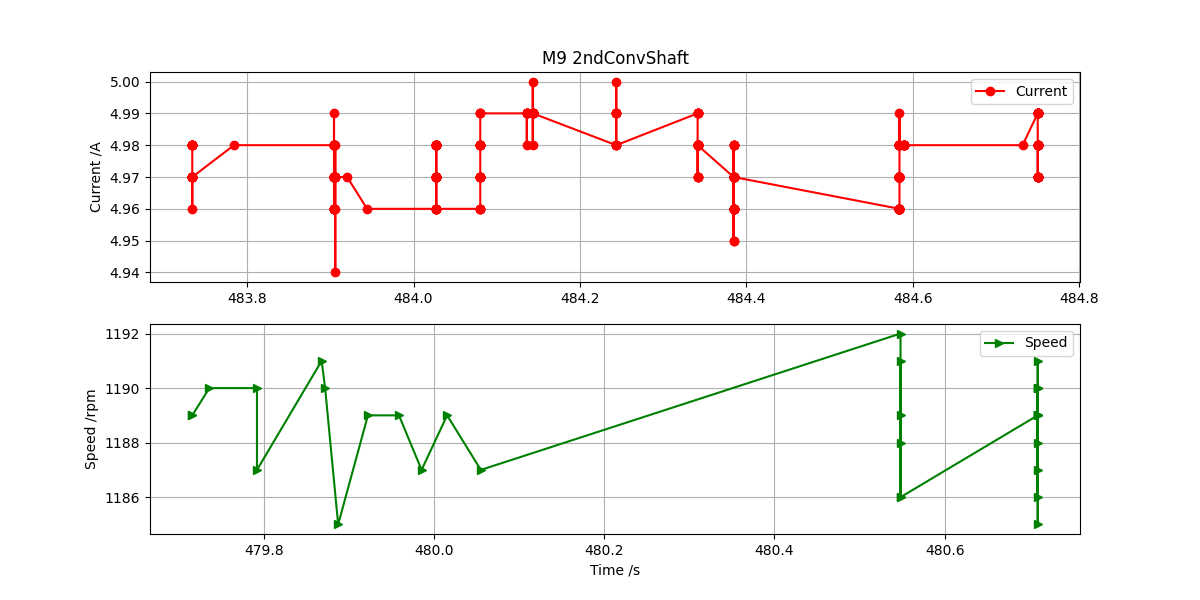 M9 2ndConvShaft
Current /A
5.00
4.99
4.98
4.97
4.96
4.95
4.94
Current
483.8 484.0 484.2 484.4 484.6 484.8
Speed /rpm
1192
1190
1188
1186
Speed
479.8 480.0 480.2 480.4 480.6
Time /s